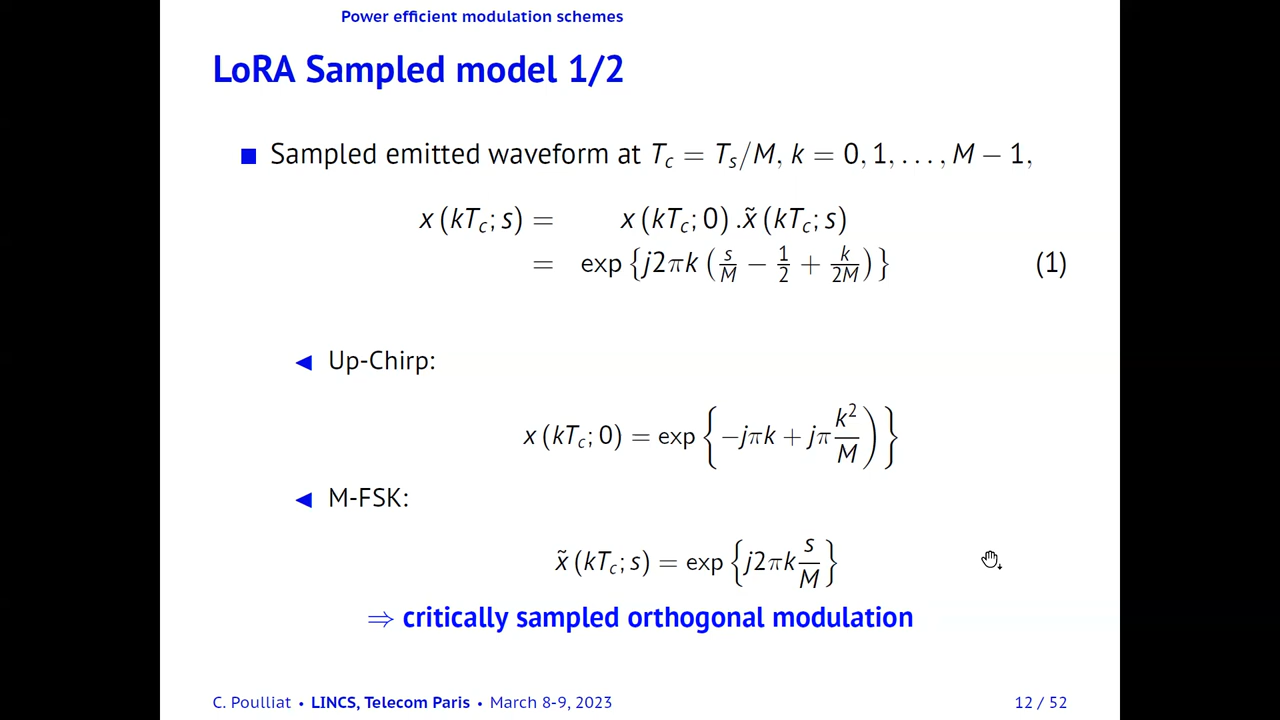 Power efficient modulation schemes
LoRA Sampled model 1/2
■ Sampled emitted waveform at T_c = T_s/M, k = 0, 1, . . . , M − 1,
x (kT_c; s) = x (kT_c; 0) .x̃ (kT_c; s)
= exp {j2πk (s/M − 1/2 + k/2M)} (1)
◀ Up-Chirp:
x (kT_c; 0) = exp {−jπk + jπ k²/M)}
◀ M-FSK:
x̃ (kT_c; s) = exp {j2πk s/M}
⇒ critically sampled orthogonal modulation
C. Poulliat • LINCS, Telecom Paris • March 8-9, 2023 12 / 52